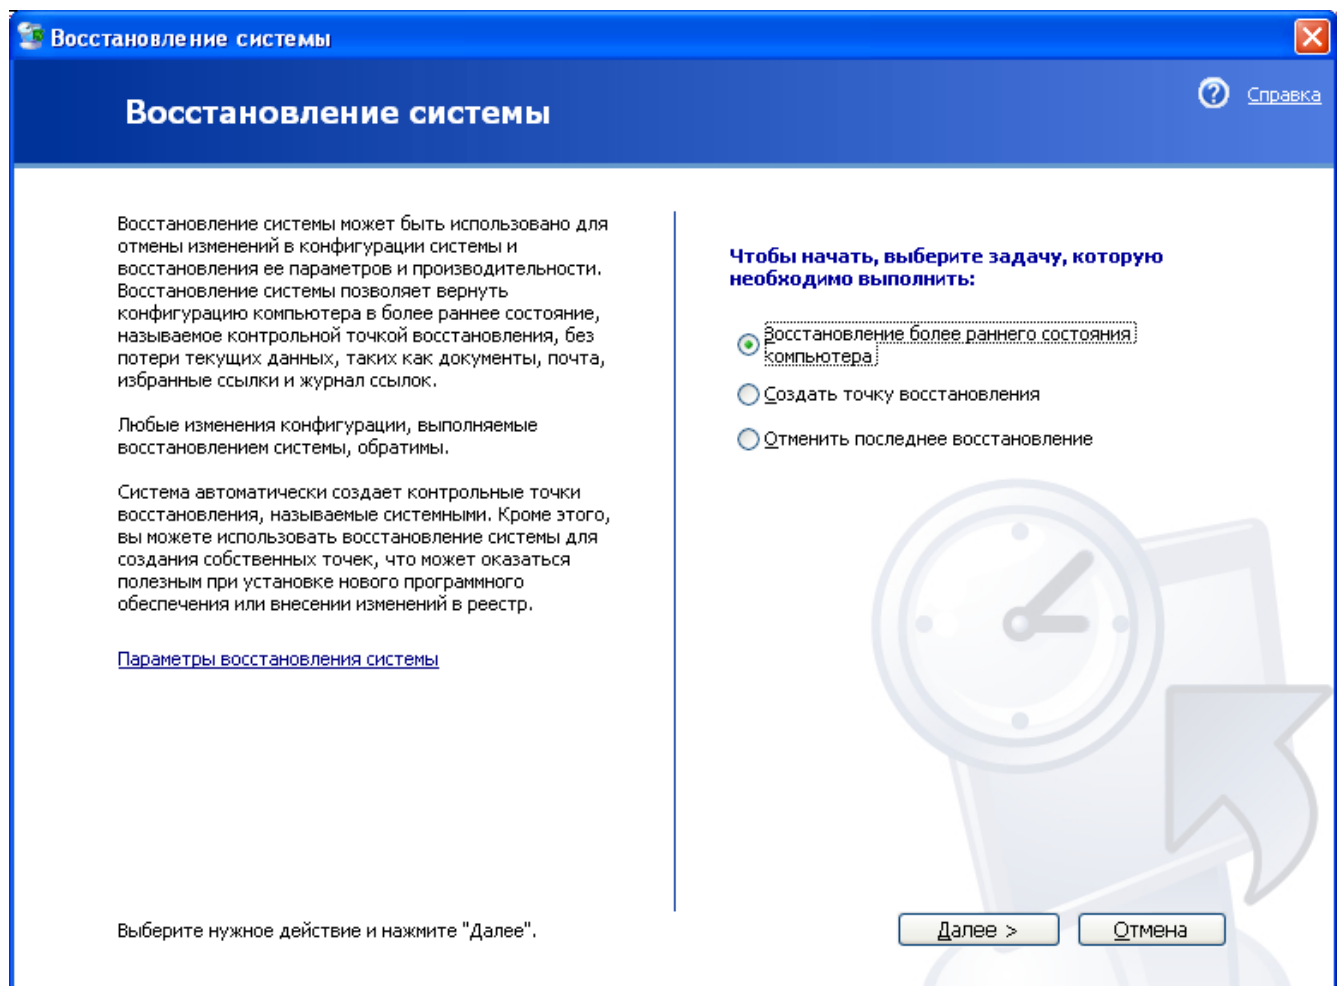 Восстановление системы
Восстановление системы
Справка
Восстановление системы может быть использовано для
отмены изменений в конфигурации системы и
восстановления ее параметров и производительности.
Восстановление системы позволяет вернуть
конфигурацию компьютера в более раннее состояние,
называемое контрольной точкой восстановления, без
потери текущих данных, таких как документы, почта,
избранные ссылки и журнал ссылок.
Любые изменения конфигурации, выполняемые
восстановлением системы, обратимы.
Система автоматически создает контрольные точки
восстановления, называемые системными. Кроме этого,
вы можете использовать восстановление системы для
создания собственных точек, что может оказаться
полезным при установке нового программного
обеспечения или внесении изменений в реестр.
Параметры восстановления системы
Чтобы начать, выберите задачу, которую
необходимо выполнить:
Восстановление более раннего состояния
компьютера
Создать точку восстановления
Отменить последнее восстановление
Выберите нужное действие и нажмите "Далее".
Далее >
Отмена